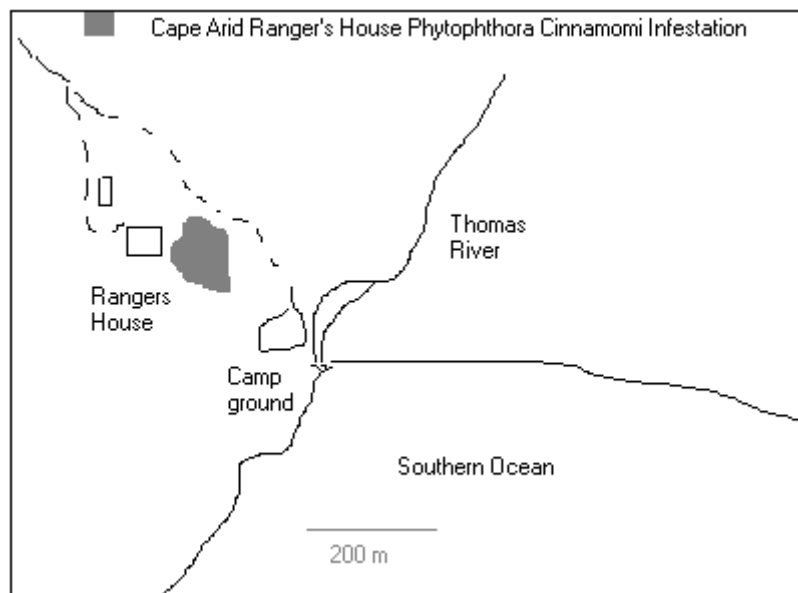 Cape Arid Ranger's House Phytophthora Cinnamomi Infestation
Thomas
River
Rangers
House
Camp
ground
Southern Ocean
200 m